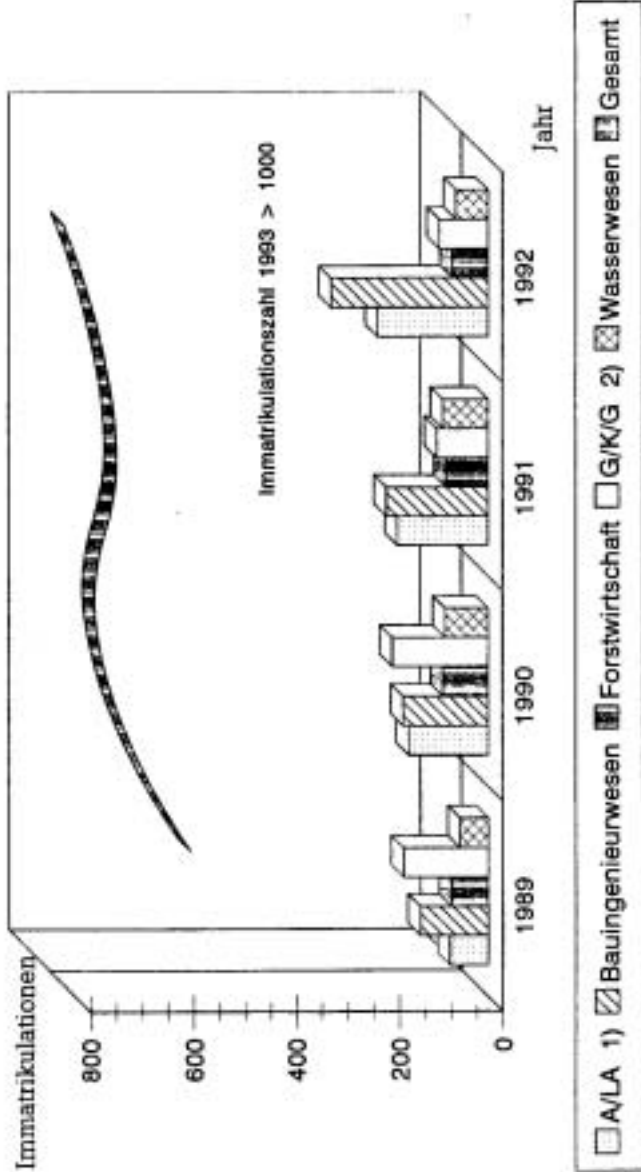 Immatrikulationen
800
600
400
200
0
Immatrikulationszahl 1993 > 1000
1989
1990
1991
1992
Jahr
A/LA 1) Bauingenieurwesen Forstwirtschaft G/K/G 2) Wasserwesen Gesamt